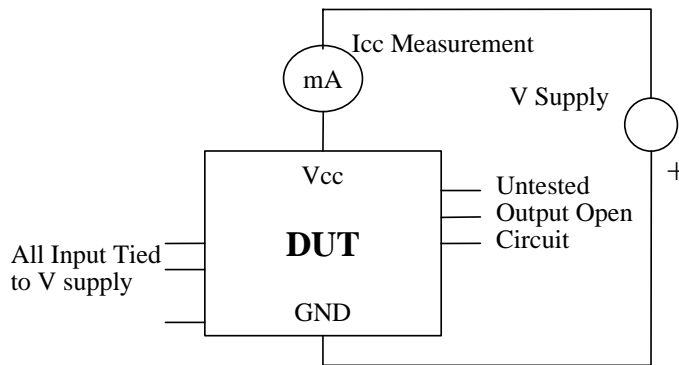 Icc Measurement
mA
V Supply
+
Vcc
Untested
Output Open
Circuit
DUT
All Input Tied
to V supply
GND